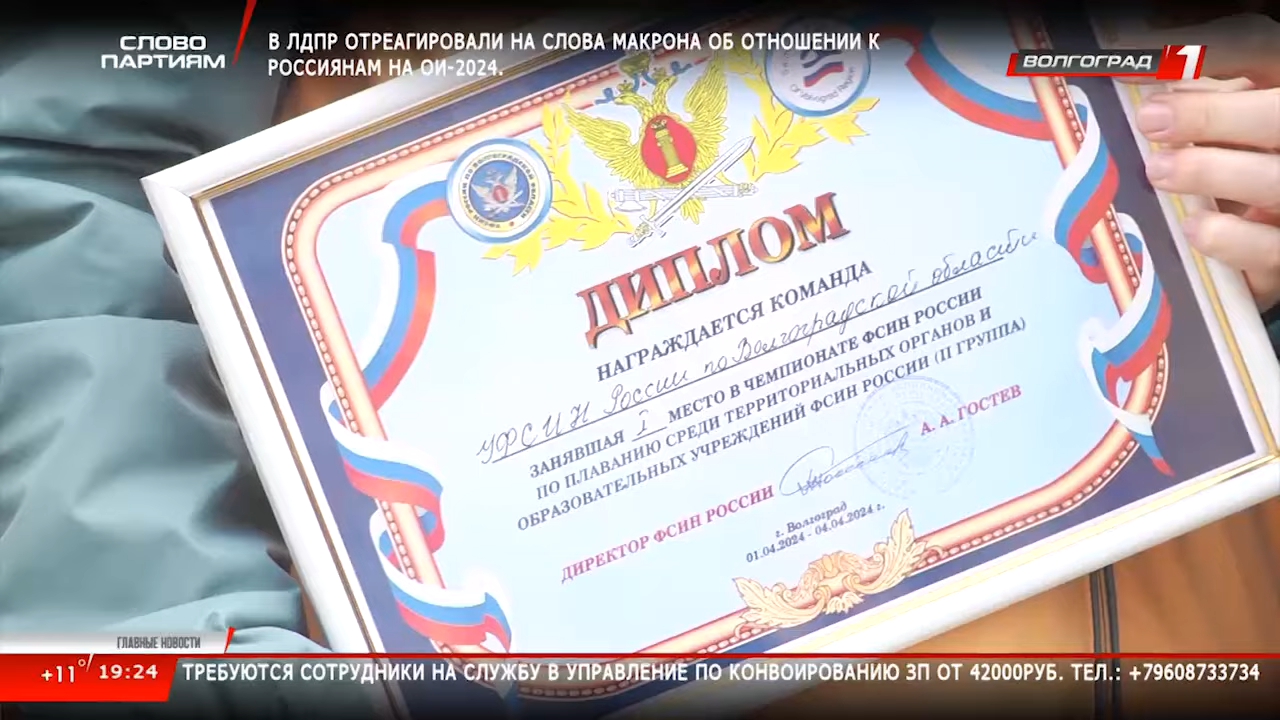 СЛОВО
ПАРТИЯМ
В ЛДПР ОТРЕАГИРОВАЛИ НА СЛОВА МАКРОНА ОБ ОТНОШЕНИИ К
РОССИЯНАМ НА ОИ-2024.
ВОЛГОГРАД 1
ДИПЛОМ
НАГРАЖДАЕТСЯ КОМАНДА
УФСИН России по Волгоградской области
ЗАНЯВШАЯ I МЕСТО В ЧЕМПИОНАТЕ ФСИН РОССИИ
ПО ПЛАВАНИЮ СРЕДИ ТЕРРИТОРИАЛЬНЫХ ОРГАНОВ И
ОБРАЗОВАТЕЛЬНЫХ УЧРЕЖДЕНИЙ ФСИН РОССИИ (II ГРУППА)
ДИРЕКТОР ФСИН РОССИИ А. А. ГОСТЕВ
г. Волгоград
01.04.2024 - 04.04.2024 г.
ГЛАВНЫЕ НОВОСТИ
+11° 19:24 ТРЕБУЮТСЯ СОТРУДНИКИ НА СЛУЖБУ В УПРАВЛЕНИЕ ПО КОНВОИРОВАНИЮ ЗП ОТ 42000РУБ. ТЕЛ.: +79608733734